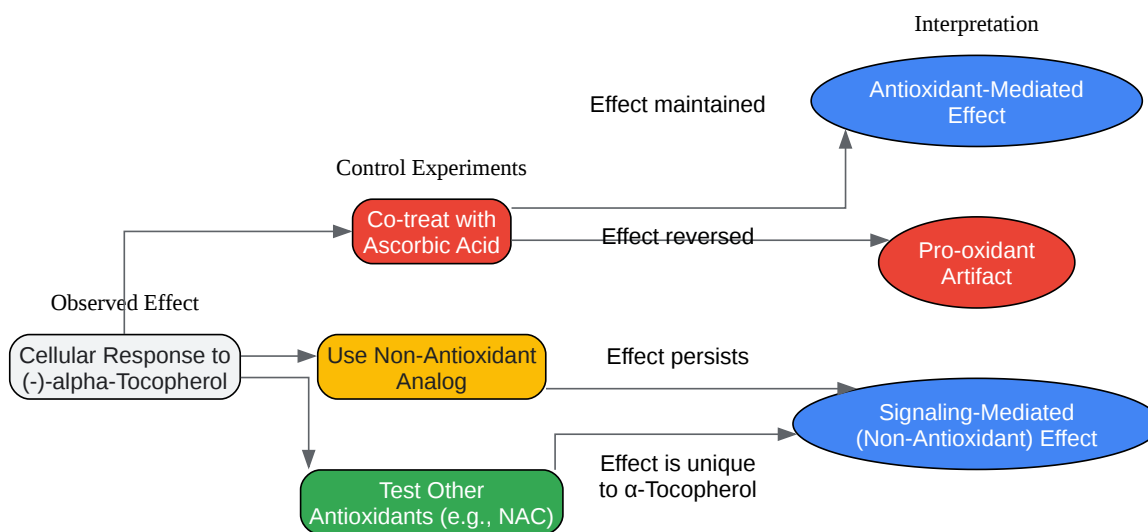 Interpretation
Antioxidant-Mediated
Effect
Effect maintained
Control Experiments
Co-treat with
Ascorbic Acid
Effect reversed
Pro-oxidant
Artifact
Observed Effect
Cellular Response to
(-)-alpha-Tocopherol
Use Non-Antioxidant
Analog
Effect persists
Signaling-Mediated
(Non-Antioxidant) Effect
Test Other
Antioxidants (e.g., NAC)
Effect is unique
to α-Tocopherol